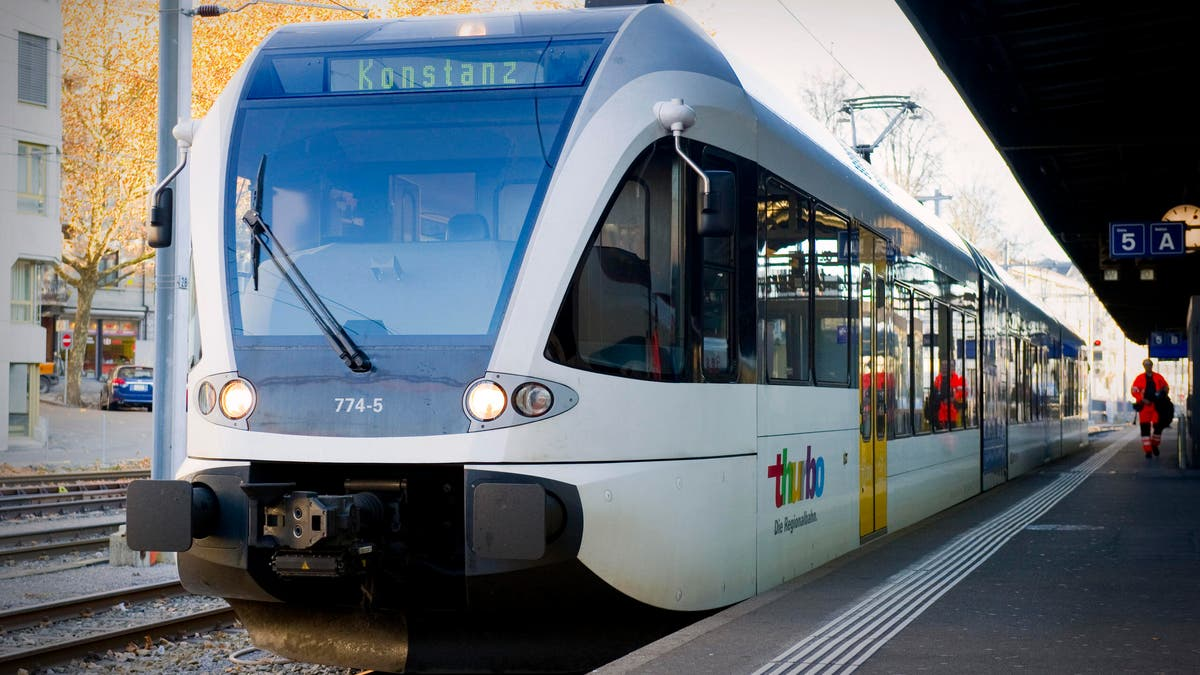 Konstanz
774-5
thurbo
Die Regionalbahn.
5 A